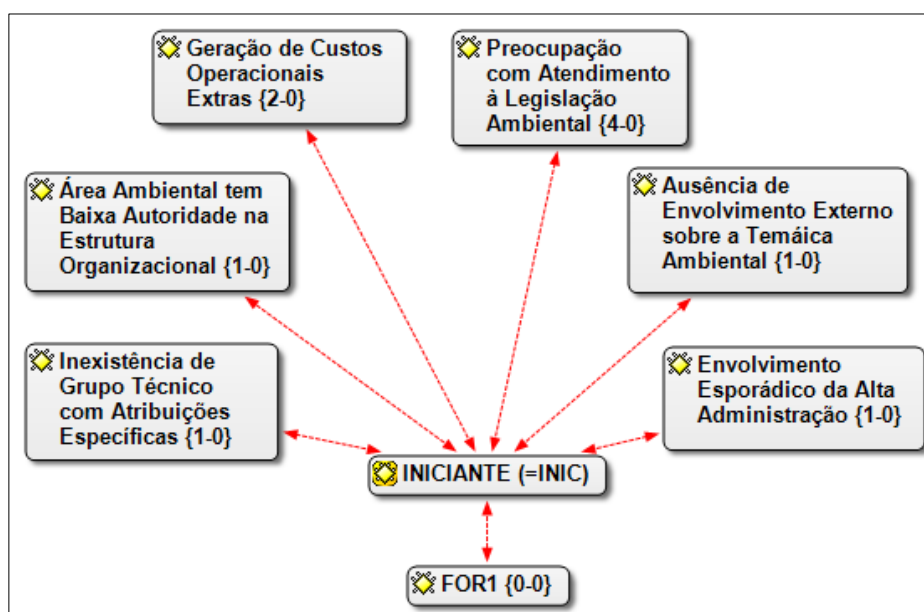 Geração de Custos
Operacionais
Extras {2-0}
Preocupação
com Atendimento
à Legislação
Ambiental {4-0}
Área Ambiental tem
Baixa Autoridade na
Estrutura
Organizacional {1-0}
Ausência de
Envolvimento Externo
sobre a Temáica
Ambiental {1-0}
Inexistência de
Grupo Técnico
com Atribuições
Específicas {1-0}
Envolvimento
Esporádico da Alta
Administração {1-0}
INICIANTE (=INIC)
FOR1 {0-0}